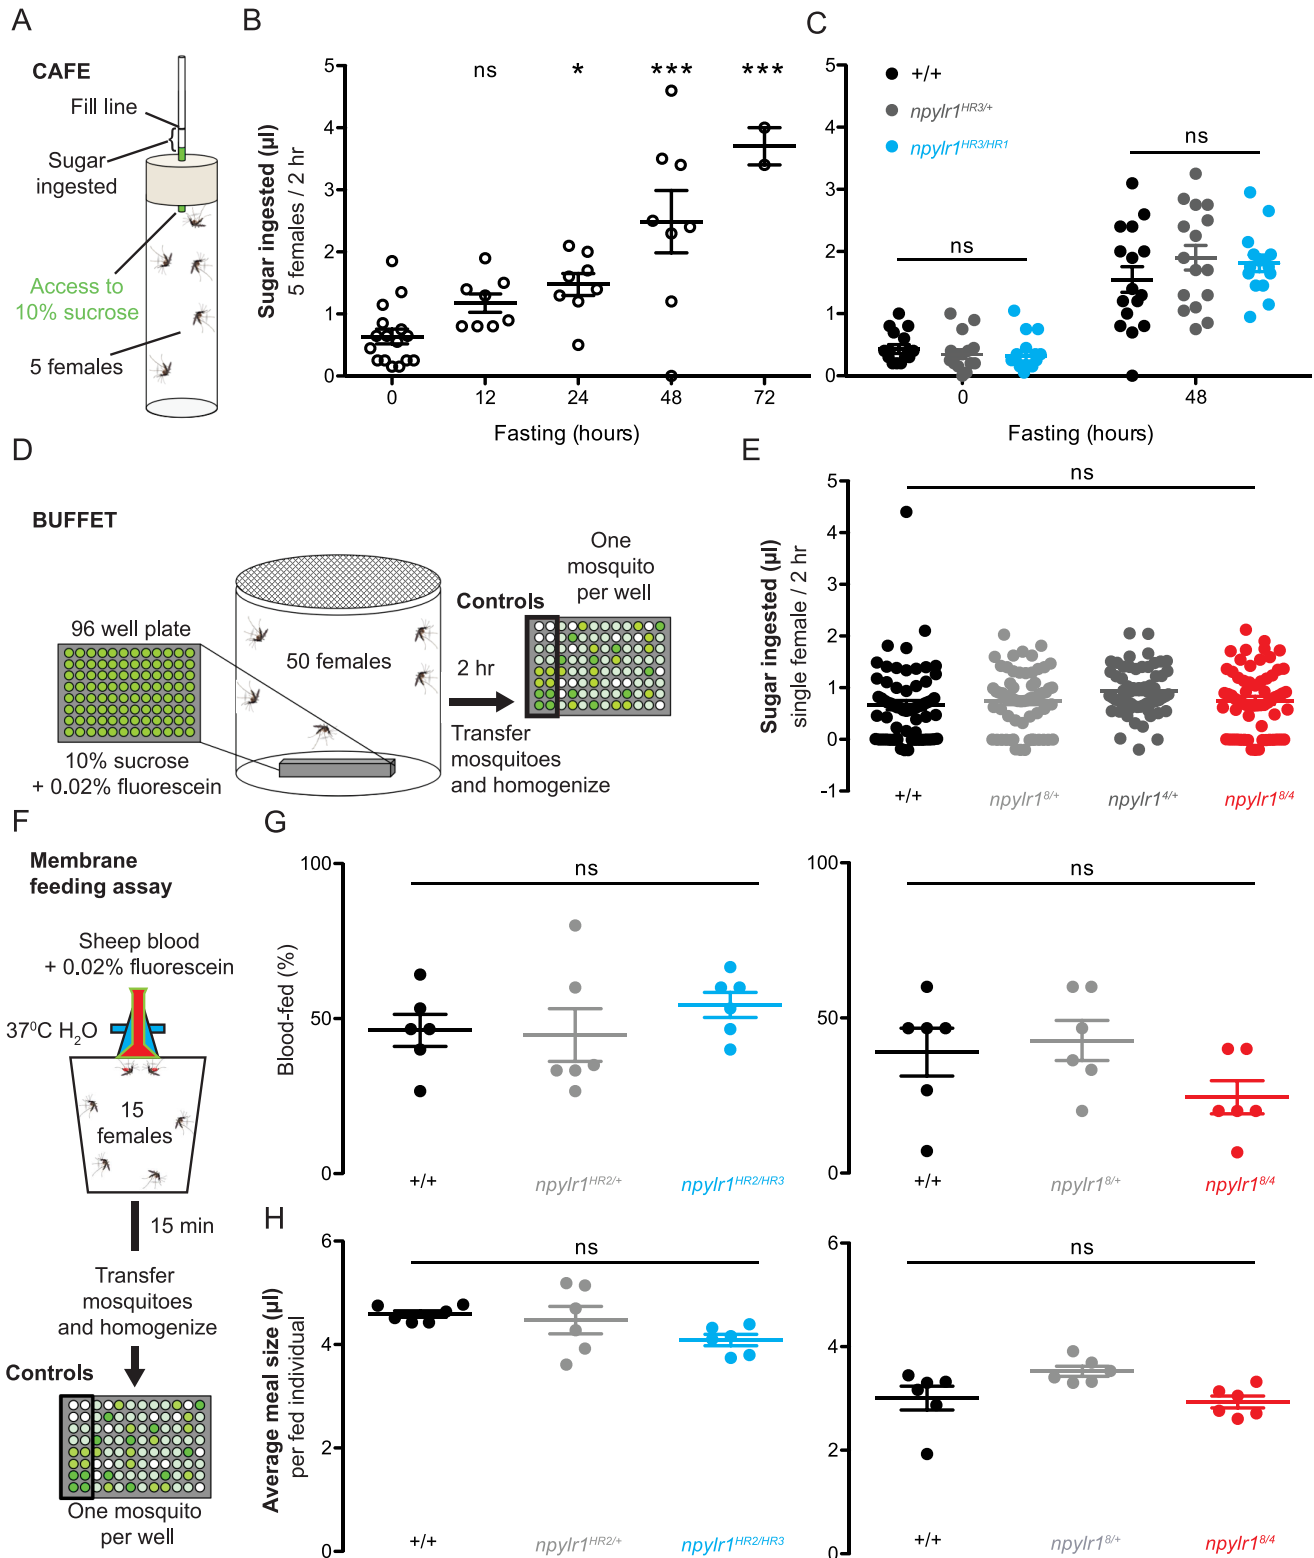 A
CAFE
Fill line
Sugar
ingested
Access to
10% sucrose
5 females
B
Sugar ingested (µl)
5 females / 2 hr
5
4
3
2
1
0
ns
*
***
***
0
12
24
48
72
Fasting (hours)
C
5
4
3
2
1
0
+/+
npylr1HR3/+
npylr1HR3/HR1
ns
ns
0
48
Fasting (hours)
D
BUFFET
96 well plate
10% sucrose
+ 0.02% fluorescein
50 females
2 hr
Transfer
mosquitoes
and homogenize
Controls
One
mosquito
per well
E
Sugar ingested (µl)
single female / 2 hr
5
4
3
2
1
0
-1
ns
+/+
npylr18/+
npylr14/+
npylr18/4
F
Membrane
feeding assay
Sheep blood
+ 0.02% fluorescein
37⁰C H₂O
15
females
15 min
Transfer
mosquitoes
and homogenize
Controls
One mosquito
per well
G
Blood-fed (%)
100
50
0
ns
+/+
npylr1HR2/+
npylr1HR2/HR3
100
50
0
ns
+/+
npylr18/+
npylr18/4
H
Average meal size (µl)
per fed individual
6
4
2
0
ns
+/+
npylr1HR2/+
npylr1HR2/HR3
6
4
2
0
ns
+/+
npylr18/+
npylr18/4